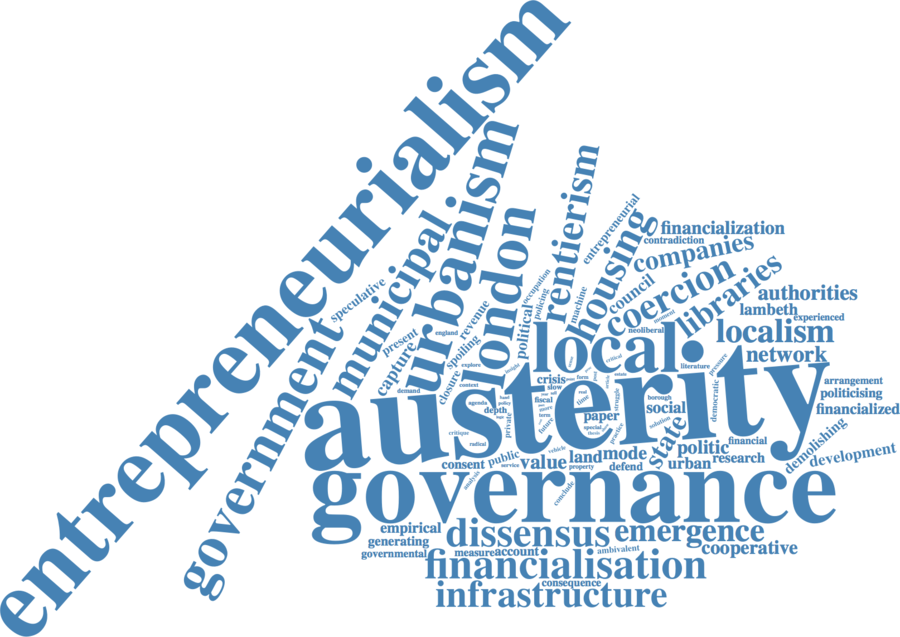 entrepreneurialism
government
speculative
municipal
urbanism
london
rentierism
entrepreneurial
housing
financialization
contradiction
companies
council
coercion
libraries
authorities
lambeth
experienced
localism
network
present
capture
england
revenue
spoiling
closure
explore
context
demand
insight
political
policing
occupation
machine
moment
neoliberal
local
critical
literature
pressure
austerity
arrangement
politicising
financialized
crisis
form
slow
fiscal
more
term
future
time
article
estate
struggle
borough
social
democratic
agenda
policy
depth
private
paper
special
thesis
practice
solution
state
critique
radical
politic
financial
demolishing
development
consent
public
service
value
vehicle
land
mode
property
defend
urban
research
analysis
conclude
governance
empirical
generating
governmental
dissensus
emergence
measure
account
ambivalent
cooperative
financialisation
consequence
infrastructure